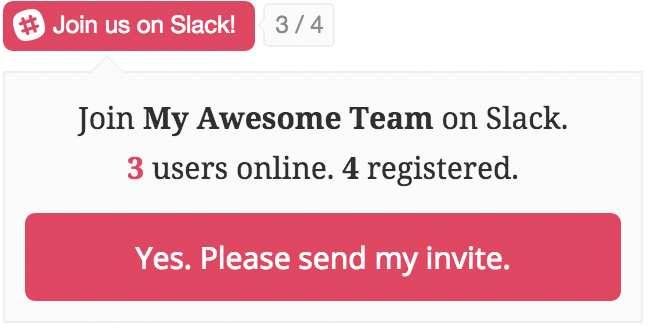 Join us on Slack! 3 / 4
Join My Awesome Team on Slack.
3 users online. 4 registered.
Yes. Please send my invite.